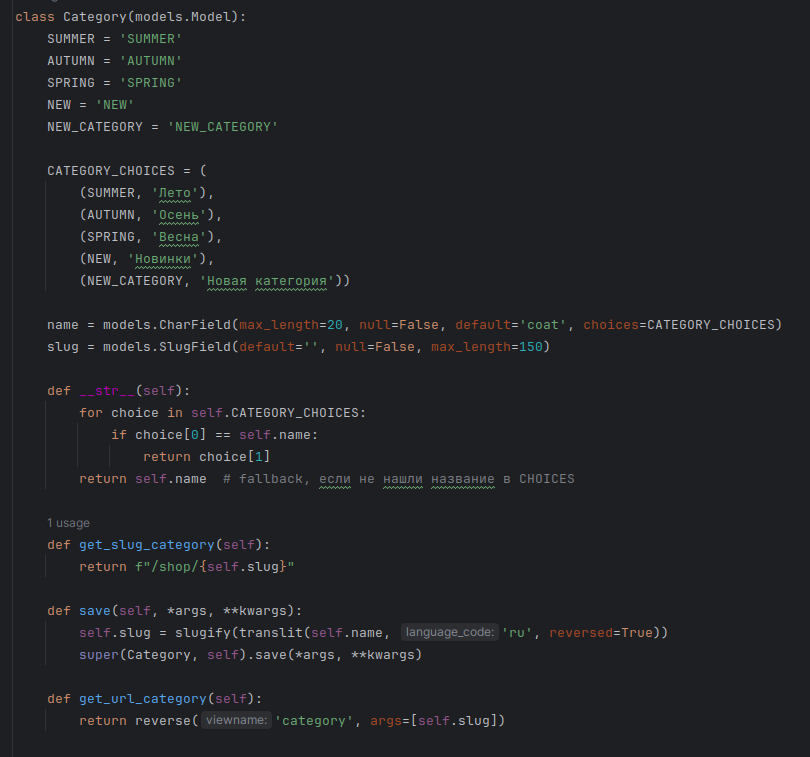 class Category(models.Model):
    SUMMER = 'SUMMER'
    AUTUMN = 'AUTUMN'
    SPRING = 'SPRING'
    NEW = 'NEW'
    NEW_CATEGORY = 'NEW_CATEGORY'

    CATEGORY_CHOICES = (
        (SUMMER, 'Лето'),
        (AUTUMN, 'Осень'),
        (SPRING, 'Весна'),
        (NEW, 'Новинки'),
        (NEW_CATEGORY, 'Новая категория'))

    name = models.CharField(max_length=20, null=False, default='coat', choices=CATEGORY_CHOICES)
    slug = models.SlugField(default='', null=False, max_length=150)

    def __str__(self):
        for choice in self.CATEGORY_CHOICES:
            if choice[0] == self.name:
                return choice[1]
        return self.name  # fallback, если не нашли название в CHOICES

    1 usage
    def get_slug_category(self):
        return f"/shop/{self.slug}"

    def save(self, *args, **kwargs):
        self.slug = slugify(translit(self.name, language_code: 'ru', reversed=True))
        super(Category, self).save(*args, **kwargs)

    def get_url_category(self):
        return reverse( viewname: 'category', args=[self.slug])